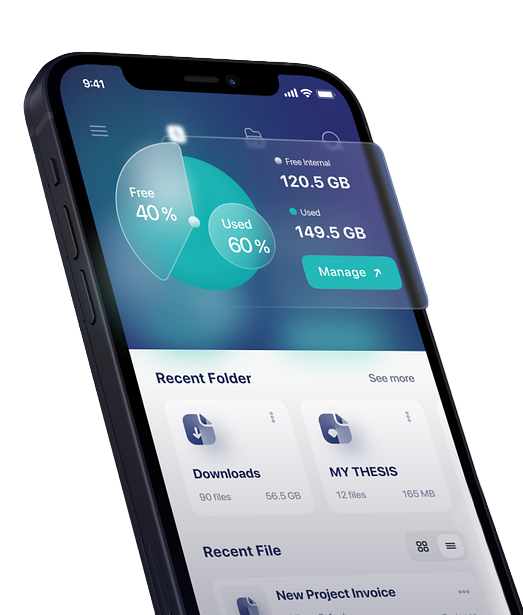 9:41
Free
40%
Used
60%
Free Internal
120.5 GB
Used
149.5 GB
Manage
Recent Folder
See more
Downloads
90 files
56.5 GB
MY THESIS
12 files
165 MB
Recent File
New Project Invoice